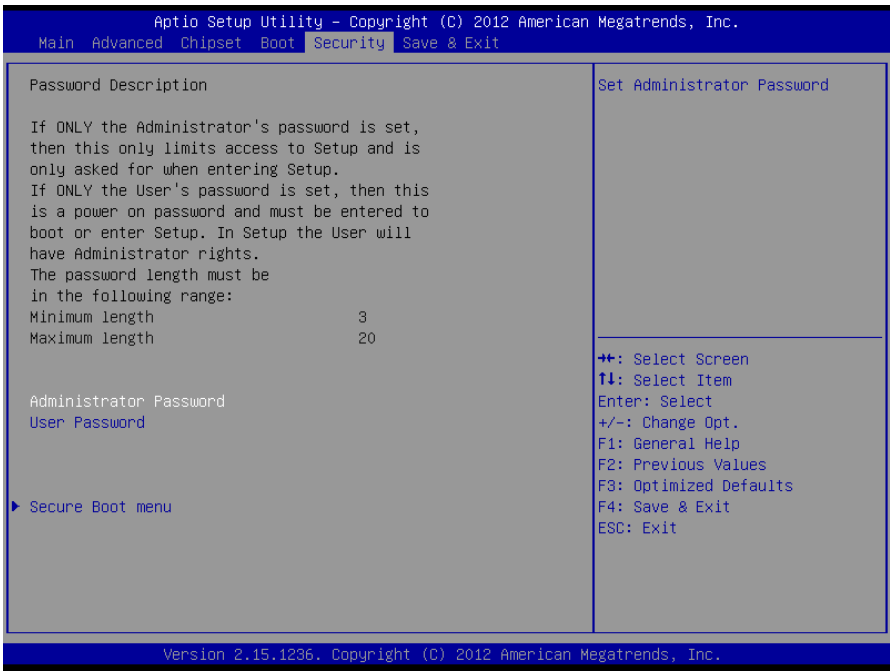 Aptio Setup Utility – Copyright (C) 2012 American Megatrends, Inc.
Main Advanced Chipset Boot Security Save & Exit
Password Description
If ONLY the Administrator's password is set,
then this only limits access to Setup and is
only asked for when entering Setup.
If ONLY the User's password is set, then this
is a power on password and must be entered to
boot or enter Setup. In Setup the User will
have Administrator rights.
The password length must be
in the following range:
Minimum length 3
Maximum length 20
Administrator Password
User Password
Secure Boot menu
Set Administrator Password
→←: Select Screen
↑↓: Select Item
Enter: Select
+/-: Change Opt.
F1: General Help
F2: Previous Values
F3: Optimized Defaults
F4: Save & Exit
ESC: Exit
Version 2.15.1236. Copyright (C) 2012 American Megatrends, Inc.